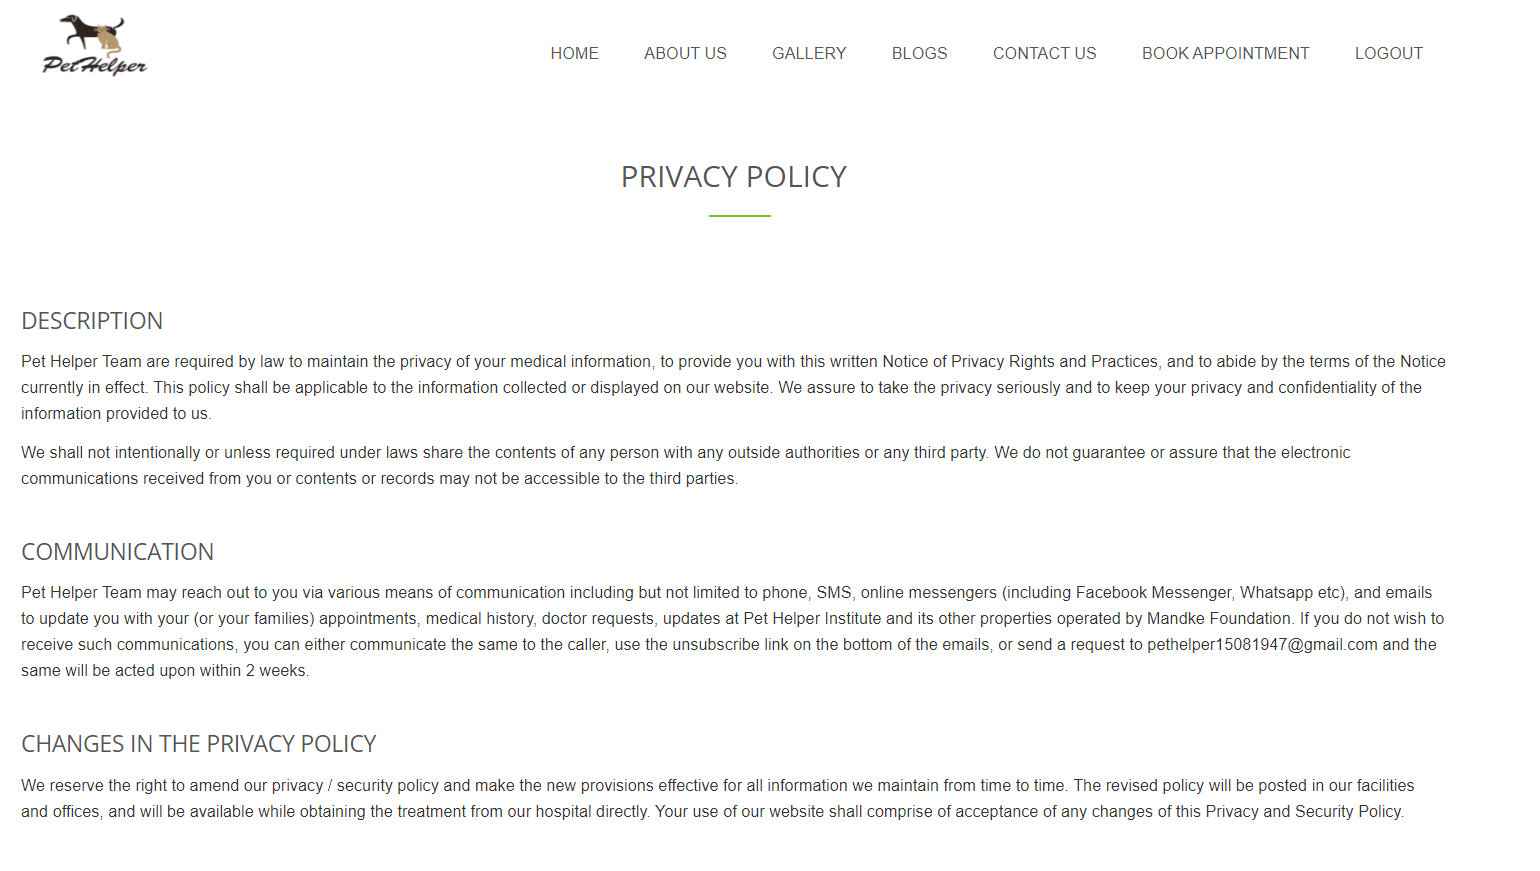 PetHelper
HOME ABOUT US GALLERY BLOGS CONTACT US BOOK APPOINTMENT LOGOUT
PRIVACY POLICY
DESCRIPTION
Pet Helper Team are required by law to maintain the privacy of your medical information, to provide you with this written Notice of Privacy Rights and Practices, and to abide by the terms of the Notice
currently in effect. This policy shall be applicable to the information collected or displayed on our website. We assure to take the privacy seriously and to keep your privacy and confidentiality of the
information provided to us.
We shall not intentionally or unless required under laws share the contents of any person with any outside authorities or any third party. We do not guarantee or assure that the electronic
communications received from you or contents or records may not be accessible to the third parties.
COMMUNICATION
Pet Helper Team may reach out to you via various means of communication including but not limited to phone, SMS, online messengers (including Facebook Messenger, Whatsapp etc), and emails
to update you with your (or your families) appointments, medical history, doctor requests, updates at Pet Helper Institute and its other properties operated by Mandke Foundation. If you do not wish to
receive such communications, you can either communicate the same to the caller, use the unsubscribe link on the bottom of the emails, or send a request to pethelper15081947@gmail.com and the
same will be acted upon within 2 weeks.
CHANGES IN THE PRIVACY POLICY
We reserve the right to amend our privacy / security policy and make the new provisions effective for all information we maintain from time to time. The revised policy will be posted in our facilities
and offices, and will be available while obtaining the treatment from our hospital directly. Your use of our website shall comprise of acceptance of any changes of this Privacy and Security Policy.